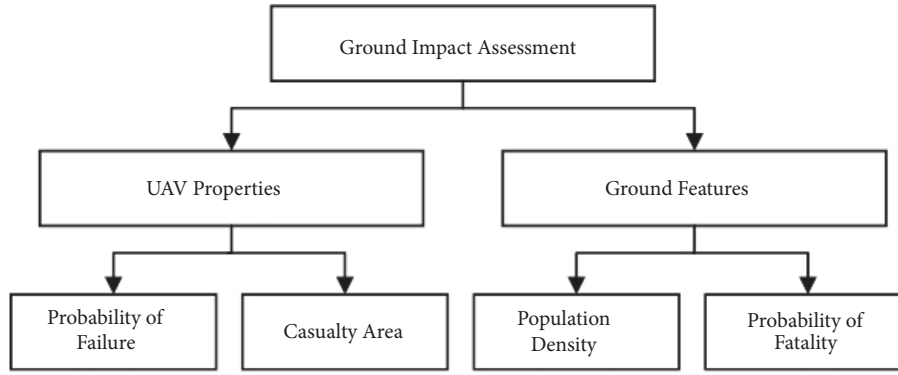 Ground Impact Assessment
UAV Properties
Ground Features
Probability of
Failure
Casualty Area
Population
Density
Probability of
Fatality